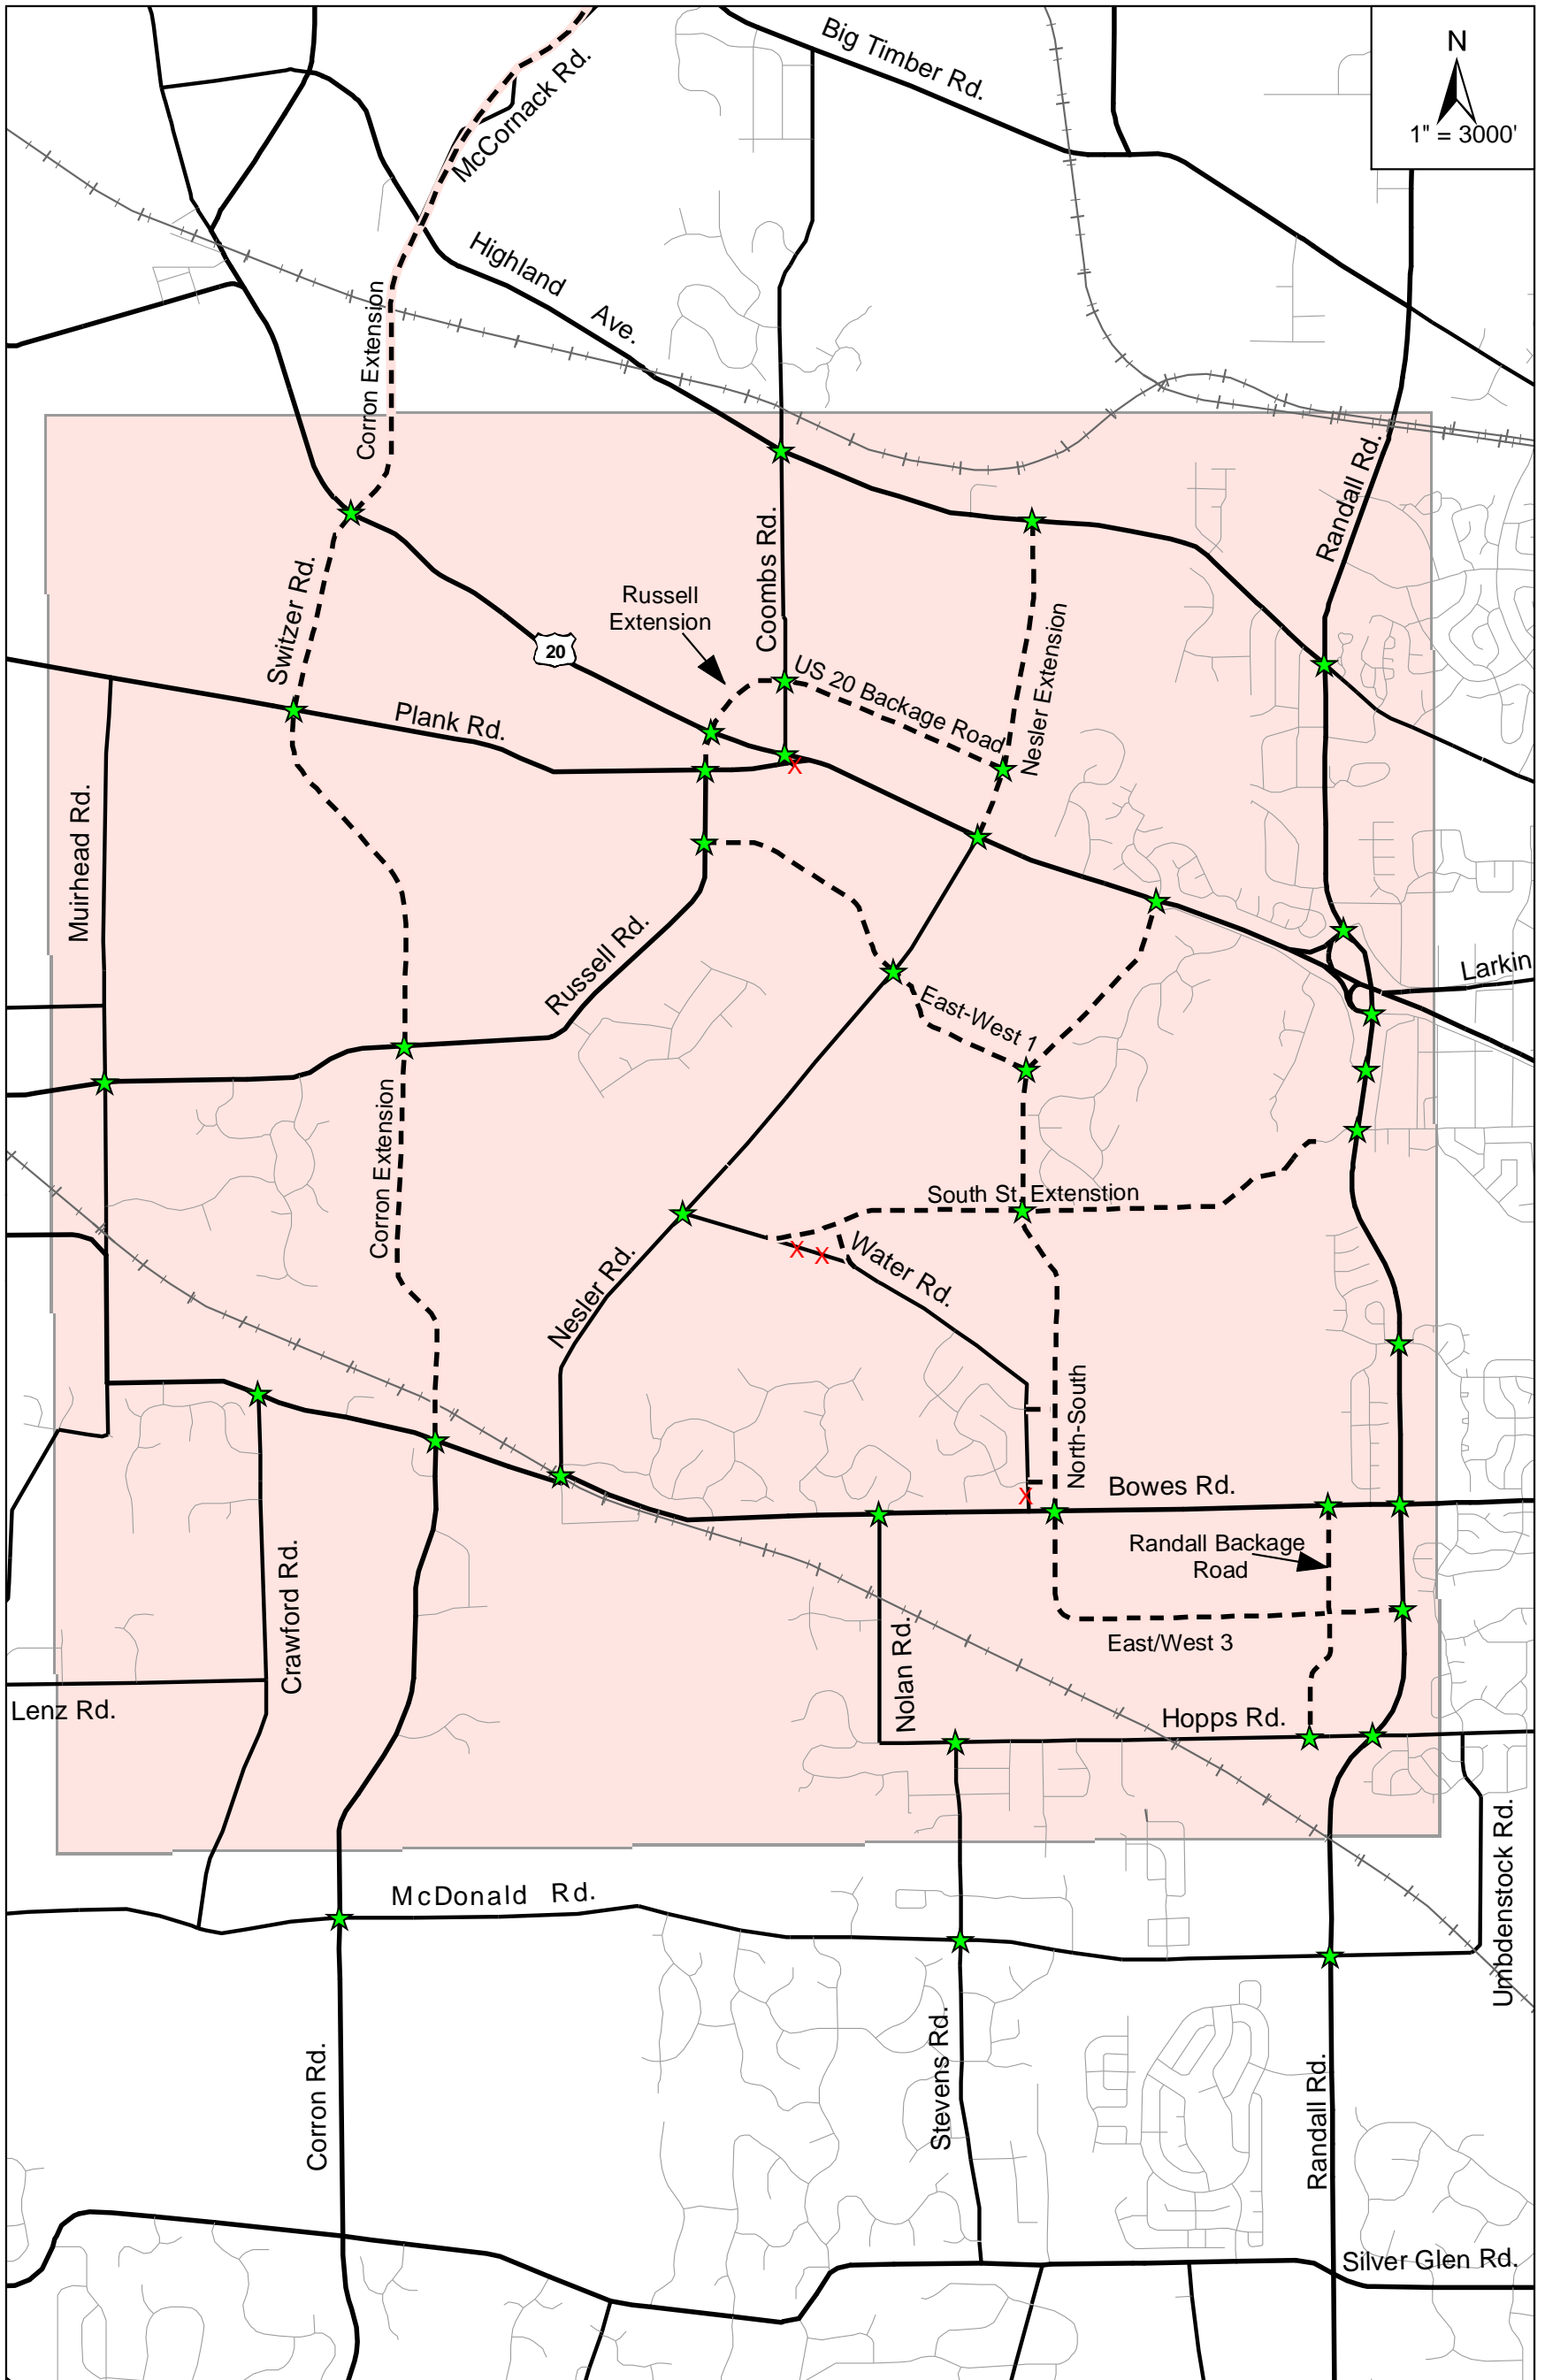 Big Timber Rd.
N
1" = 3000'
McCornack Rd.
Highland Ave.
Corron Extension
Randall Rd.
Coombs Rd.
Switzer Rd.
Russell
Extension
20
US 20 Backage Road
Nesler Extension
Plank Rd.
Muirhead Rd.
Russell Rd.
Larkin
East-West 1
X
Corron Extension
South St. Extenstion
Nesler Rd.
Water Rd.
X X
North-South
Bowes Rd.
X
Randall Backage
Road
Crawford Rd.
Nolan Rd.
East/West 3
Lenz Rd.
Hopps Rd.
McDonald Rd.
Umbdenstock Rd.
Corron Rd.
Stevens Rd.
Randall Rd.
Silver Glen Rd.